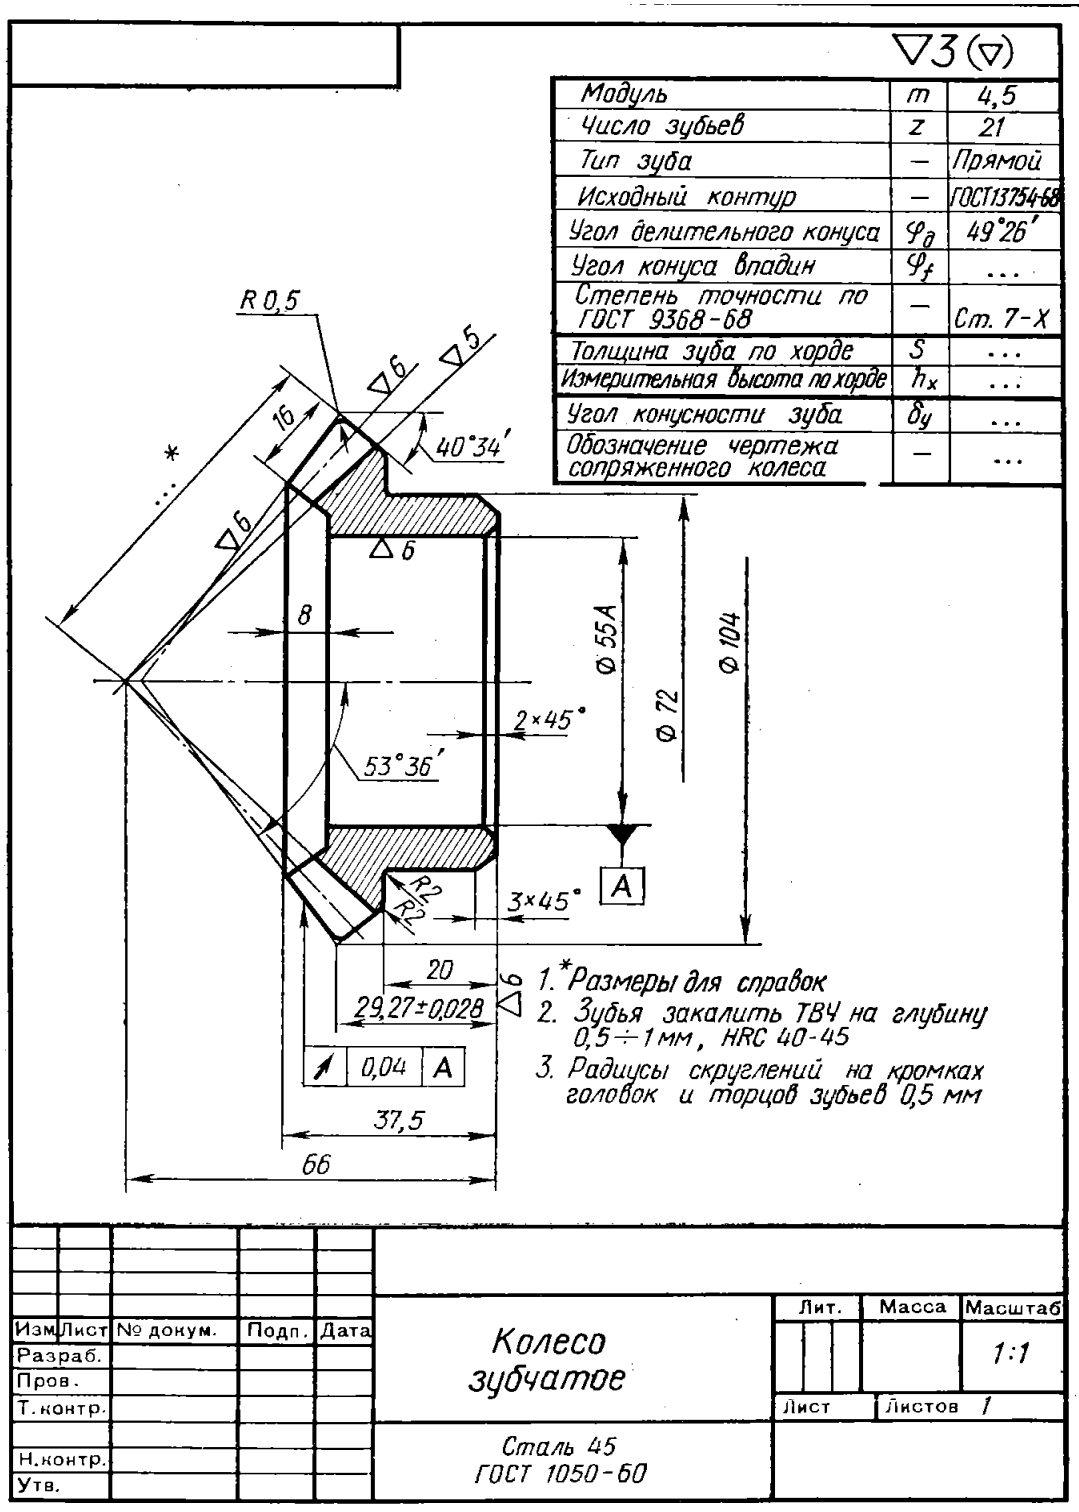 ▽3 (▽)
Модуль m 4,5
Число зубьев z 21
Тип зуба — Прямой
Исходный контур — ГОСТ13754-68
Угол делительного конуса φд 49°26′
Угол конуса впадин φf ...
Степень точности по
ГОСТ 9368-68 — Ст. 7-X
Толщина зуба по хорде S ...
Измерительная высота по хорде hx ...
Угол конусности зуба δy ...
Обозначение чертежа
сопряженного колеса — ...
R 0,5
▽6
▽5
16
40°34′
... *
▽6
▽6
8
Ф 55А
Ф 104
Ф 72
2×45°
53°36′
A
R2
R2
3×45°
20
29,27±0,028
▽6
↗ 0,04 A
37,5
66
1.*Размеры для справок
2. Зубья закалить ТВЧ на глубину
0,5÷1мм, HRC 40-45
3. Радиусы скруглений на кромках
головок и торцов зубьев 0,5 мм
Изм. Лист № докум. Подп. Дата
Разраб.
Пров.
Т.контр.
Н.контр.
Утв.
Колесо
зубчатое
Сталь 45
ГОСТ 1050-60
Лит. Масса Масштаб
1:1
Лист Листов 1